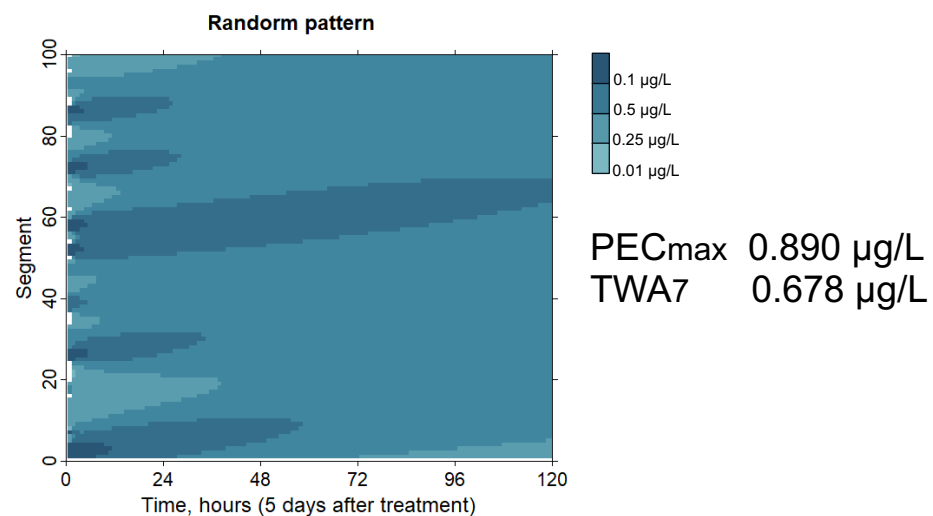 Randorm pattern
100
80
60
40
20
0
Segment
0 24 48 72 96 120
Time, hours (5 days after treatment)
0.1 µg/L
0.5 µg/L
0.25 µg/L
0.01 µg/L
PECmax 0.890 µg/L
TWA7 0.678 µg/L